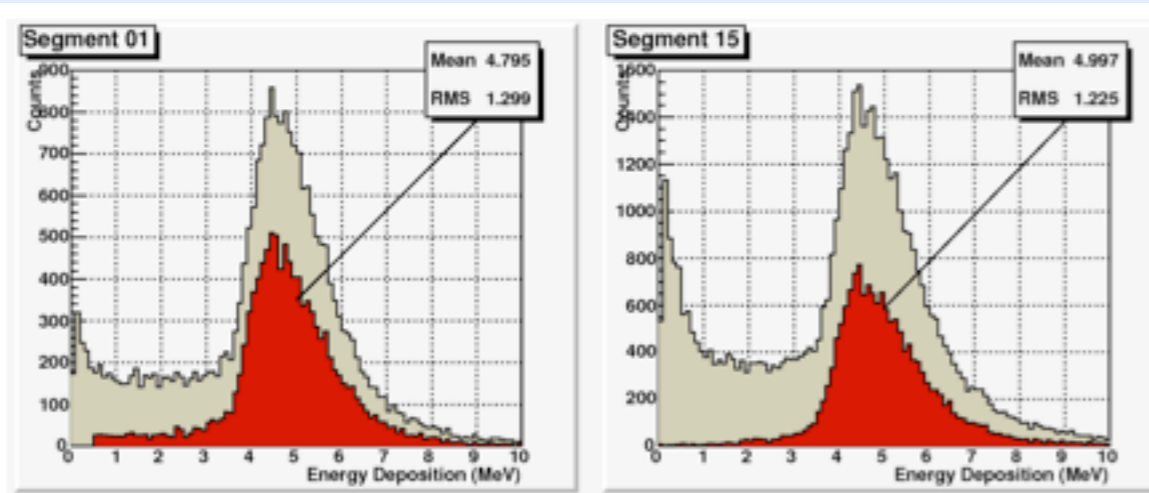 Segment 01
Mean 4.795
RMS 1.299
Counts
900
800
700
600
500
400
300
200
100
0
0 1 2 3 4 5 6 7 8 9 10
Energy Deposition (MeV)
Segment 15
Mean 4.997
RMS 1.225
Counts
1600
1400
1200
1000
800
600
400
200
0
0 1 2 3 4 5 6 7 8 9 10
Energy Deposition (MeV)